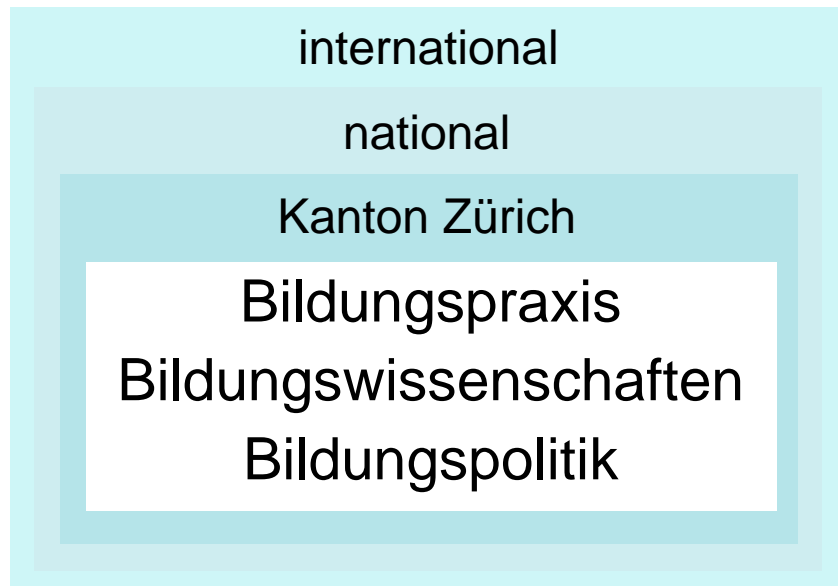 international
national
Kanton Zürich
Bildungspraxis
Bildungswissenschaften
Bildungspolitik